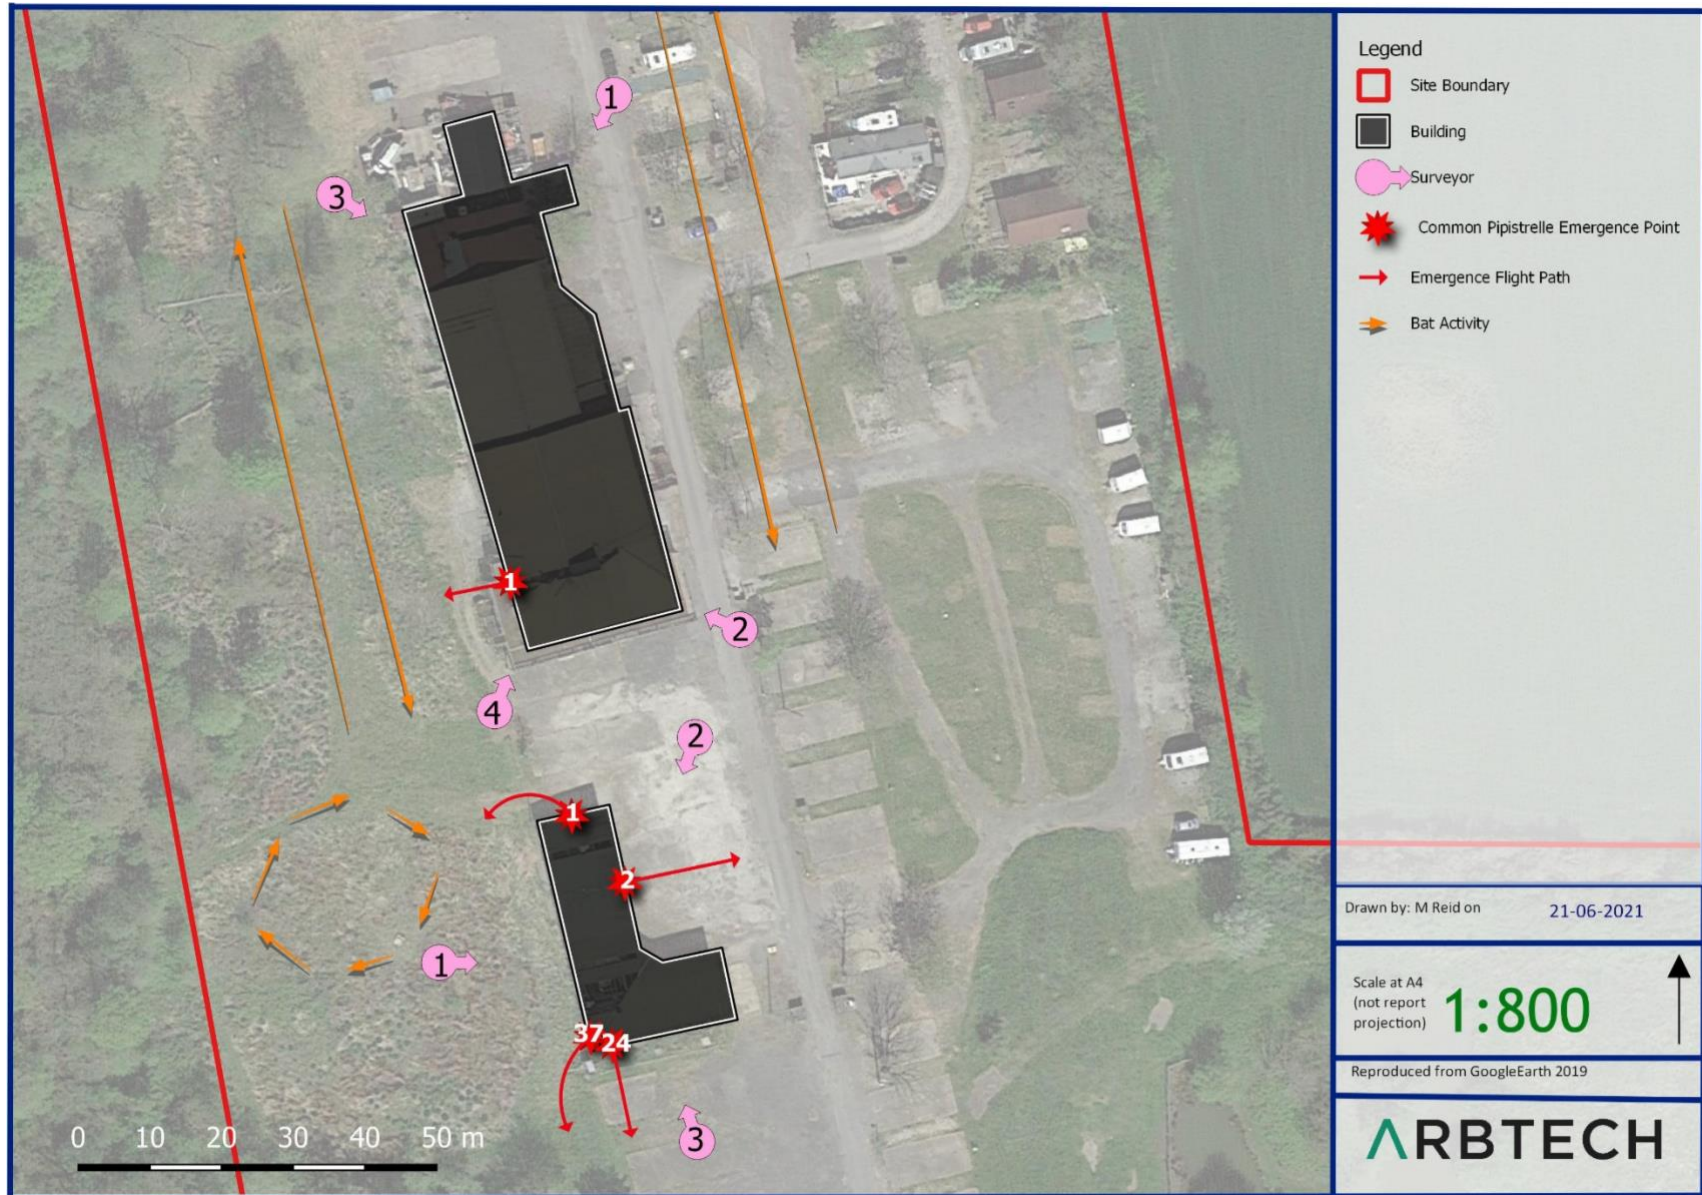 Legend
Site Boundary
Building
Surveyor
Common Pipistrelle Emergence Point
Emergence Flight Path
Bat Activity
1
3
1
2
4
2
1
2
1
37
24
3
0 10 20 30 40 50 m
Drawn by: M Reid on 21-06-2021
Scale at A4
(not report
projection)
1:800
Reproduced from GoogleEarth 2019
ARBTECH